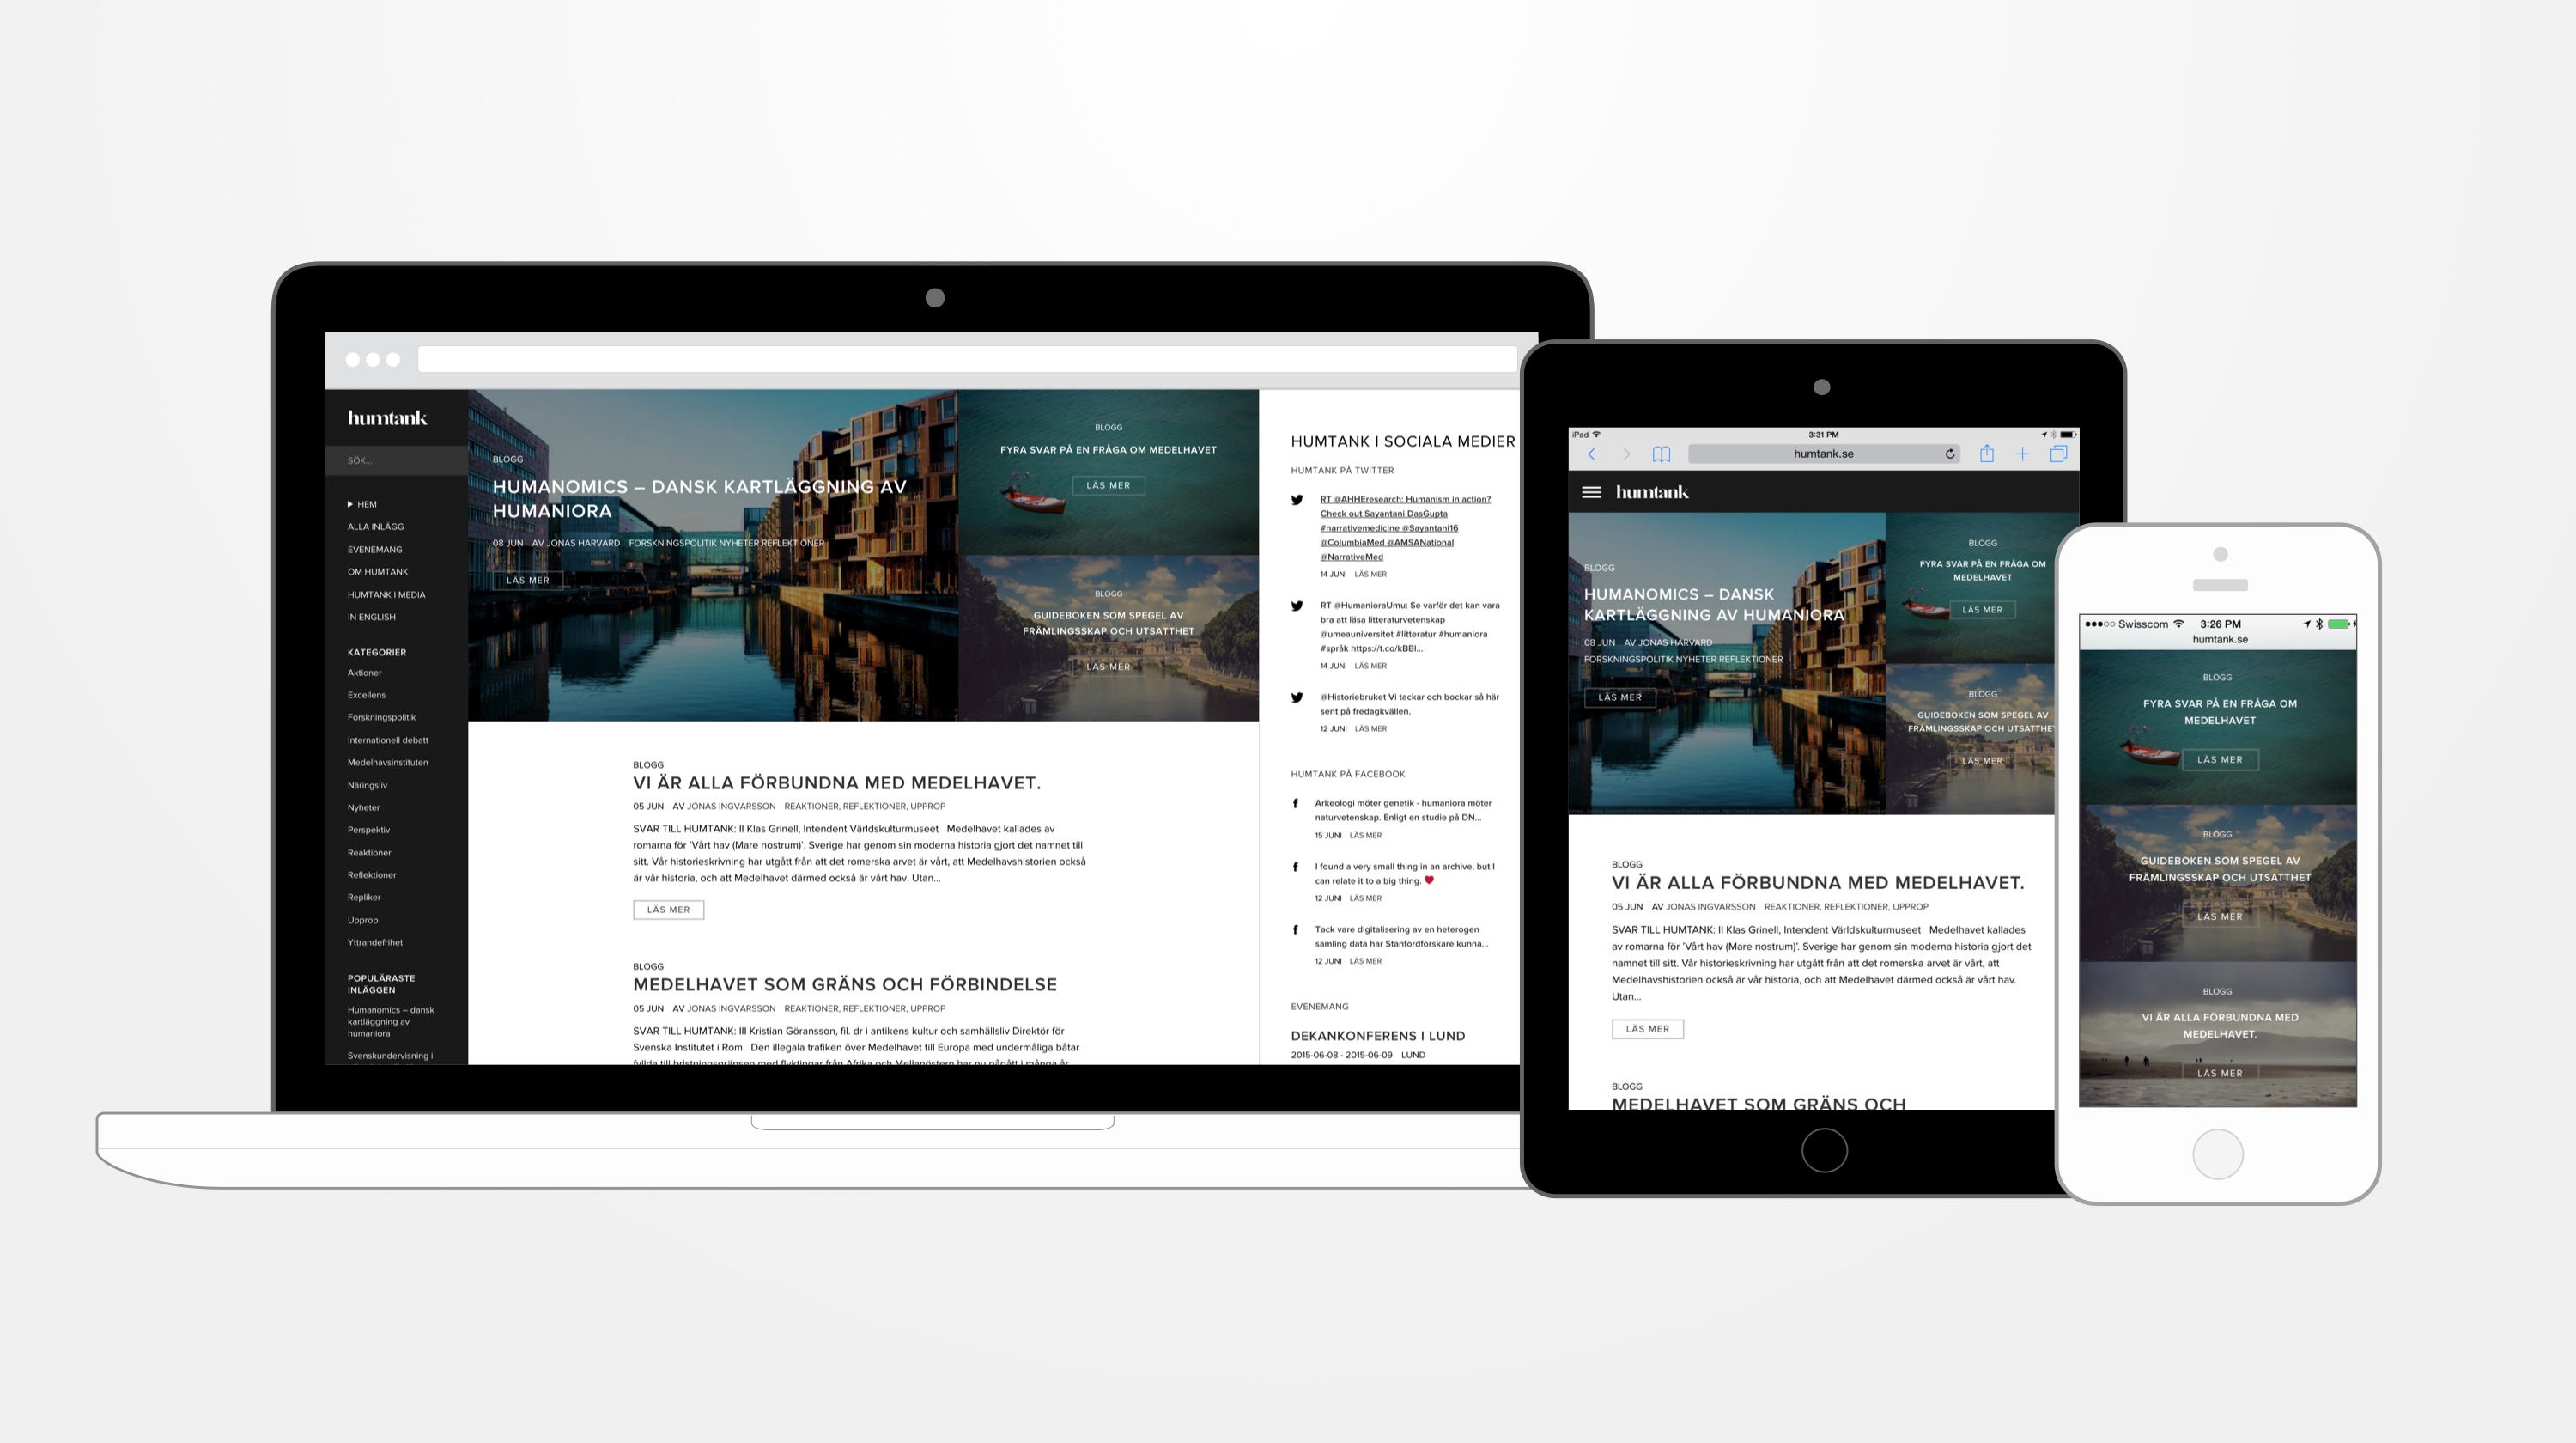 humtank
SÖK...
HEM
ALLA INLÄGG
EVENEMANG
OM HUMTANK
HUMTANK I MEDIA
IN ENGLISH
KATEGORIER
Aktioner
Excellens
Forskningspolitik
Internationell debatt
Medelhavsinstituten
Näringsliv
Nyheter
Perspektiv
Reaktioner
Reflektioner
Repliker
Upprop
Yttrandefrihet
POPULÄRASTE
INLÄGGEN
Humanomics – dansk
kartläggning av
humaniora
Svenskundervisning i
BLOGG
HUMANOMICS – DANSK KARTLÄGGNING AV
HUMANIORA
08 JUN AV JONAS HARVARD FORSKNINGSPOLITIK NYHETER REFLEKTIONER
LÄS MER
BLOGG
FYRA SVAR PÅ EN FRÅGA OM MEDELHAVET
LÄS MER
BLOGG
GUIDEBOKEN SOM SPEGEL AV
FRÄMLINGSSKAP OCH UTSATTHET
LÄS MER
BLOGG
VI ÄR ALLA FÖRBUNDNA MED MEDELHAVET.
05 JUN AV JONAS INGVARSSON REAKTIONER, REFLEKTIONER, UPPROP
SVAR TILL HUMTANK: II Klas Grinell, Intendent Världskulturmuseet Medelhavet kallades av
romarna för 'Vårt hav (Mare nostrum)'. Sverige har genom sin moderna historia gjort det namnet till
sitt. Vår historieskrivning har utgått från att det romerska arvet är vårt, att Medelhavshistorien också
är vår historia, och att Medelhavet därmed också är vårt hav. Utan...
LÄS MER
BLOGG
MEDELHAVET SOM GRÄNS OCH FÖRBINDELSE
05 JUN AV JONAS INGVARSSON REAKTIONER, REFLEKTIONER, UPPROP
SVAR TILL HUMTANK: III Kristian Göransson, fil. dr i antikens kultur och samhällsliv Direktör för
Svenska Institutet i Rom Den illegala trafiken över Medelhavet till Europa med undermåliga båtar
fyllda till bristningsgränsen med flyktingar från Afrika och Mellanöstern har nu pågått i många år
HUMTANK I SOCIALA MEDIER
HUMTANK PÅ TWITTER
RT @AHHEresearch: Humanism in action?
Check out Sayantani DasGupta
#narrativemedicine @Sayantani16
@ColumbiaMed @AMSANational
@NarrativeMed
14 JUNI LÄS MER
RT @HumanioraUmu: Se varför det kan vara
bra att läsa litteraturvetenskap
@umeauniversitet #litteratur #humaniora
#språk https://t.co/kBBI...
14 JUNI LÄS MER
@Historiebruket Vi tackar och bockar så här
sent på fredagkvällen.
12 JUNI LÄS MER
HUMTANK PÅ FACEBOOK
Arkeologi möter genetik - humaniora möter
naturvetenskap. Enligt en studie på DN...
15 JUNI LÄS MER
I found a very small thing in an archive, but I
can relate it to a big thing. ♥
12 JUNI LÄS MER
Tack vare digitalisering av en heterogen
samling data har Stanfordforskare kunna...
12 JUNI LÄS MER
EVENEMANG
DEKANKONFERENS I LUND
2015-06-08 - 2015-06-09 LUND
iPad 3:31 PM
humtank.se
humtank
BLOGG
HUMANOMICS – DANSK
KARTLÄGGNING AV HUMANIORA
08 JUN AV JONAS HARVARD
FORSKNINGSPOLITIK NYHETER REFLEKTIONER
LÄS MER
BLOGG
FYRA SVAR PÅ EN FRÅGA OM
MEDELHAVET
LÄS MER
BLOGG
GUIDEBOKEN SOM SPEGEL AV
FRÄMLINGSSKAP OCH UTSATTHET
LÄS MER
BLOGG
VI ÄR ALLA FÖRBUNDNA MED MEDELHAVET.
05 JUN AV JONAS INGVARSSON REAKTIONER, REFLEKTIONER, UPPROP
SVAR TILL HUMTANK: II Klas Grinell, Intendent Världskulturmuseet Medelhavet kallades
av romarna för 'Vårt hav (Mare nostrum)'. Sverige har genom sin moderna historia gjort det
namnet till sitt. Vår historieskrivning har utgått från att det romerska arvet är vårt, att
Medelhavshistorien också är vår historia, och att Medelhavet därmed också är vårt hav.
Utan...
LÄS MER
BLOGG
MEDELHAVET SOM GRÄNS OCH
Swisscom 3:26 PM
humtank.se
BLOGG
FYRA SVAR PÅ EN FRÅGA OM
MEDELHAVET
LÄS MER
BLOGG
GUIDEBOKEN SOM SPEGEL AV
FRÄMLINGSSKAP OCH UTSATTHET
LÄS MER
BLOGG
VI ÄR ALLA FÖRBUNDNA MED
MEDELHAVET.
LÄS MER